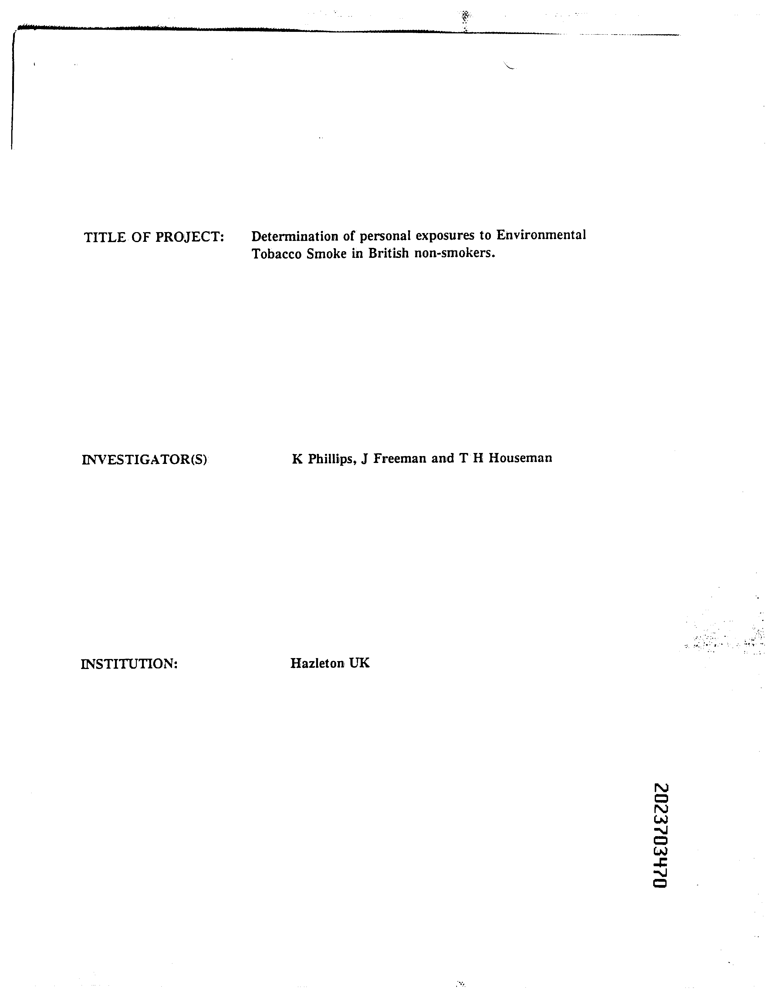 TITLE OF PROJECT: Determination of personal exposures to Environmental
Tobacco Smoke in British non-smokers.
INVESTIGATOR(S) K Phillips, J Freeman and T H Houseman
INSTITUTION: Hazleton UK
2023703470